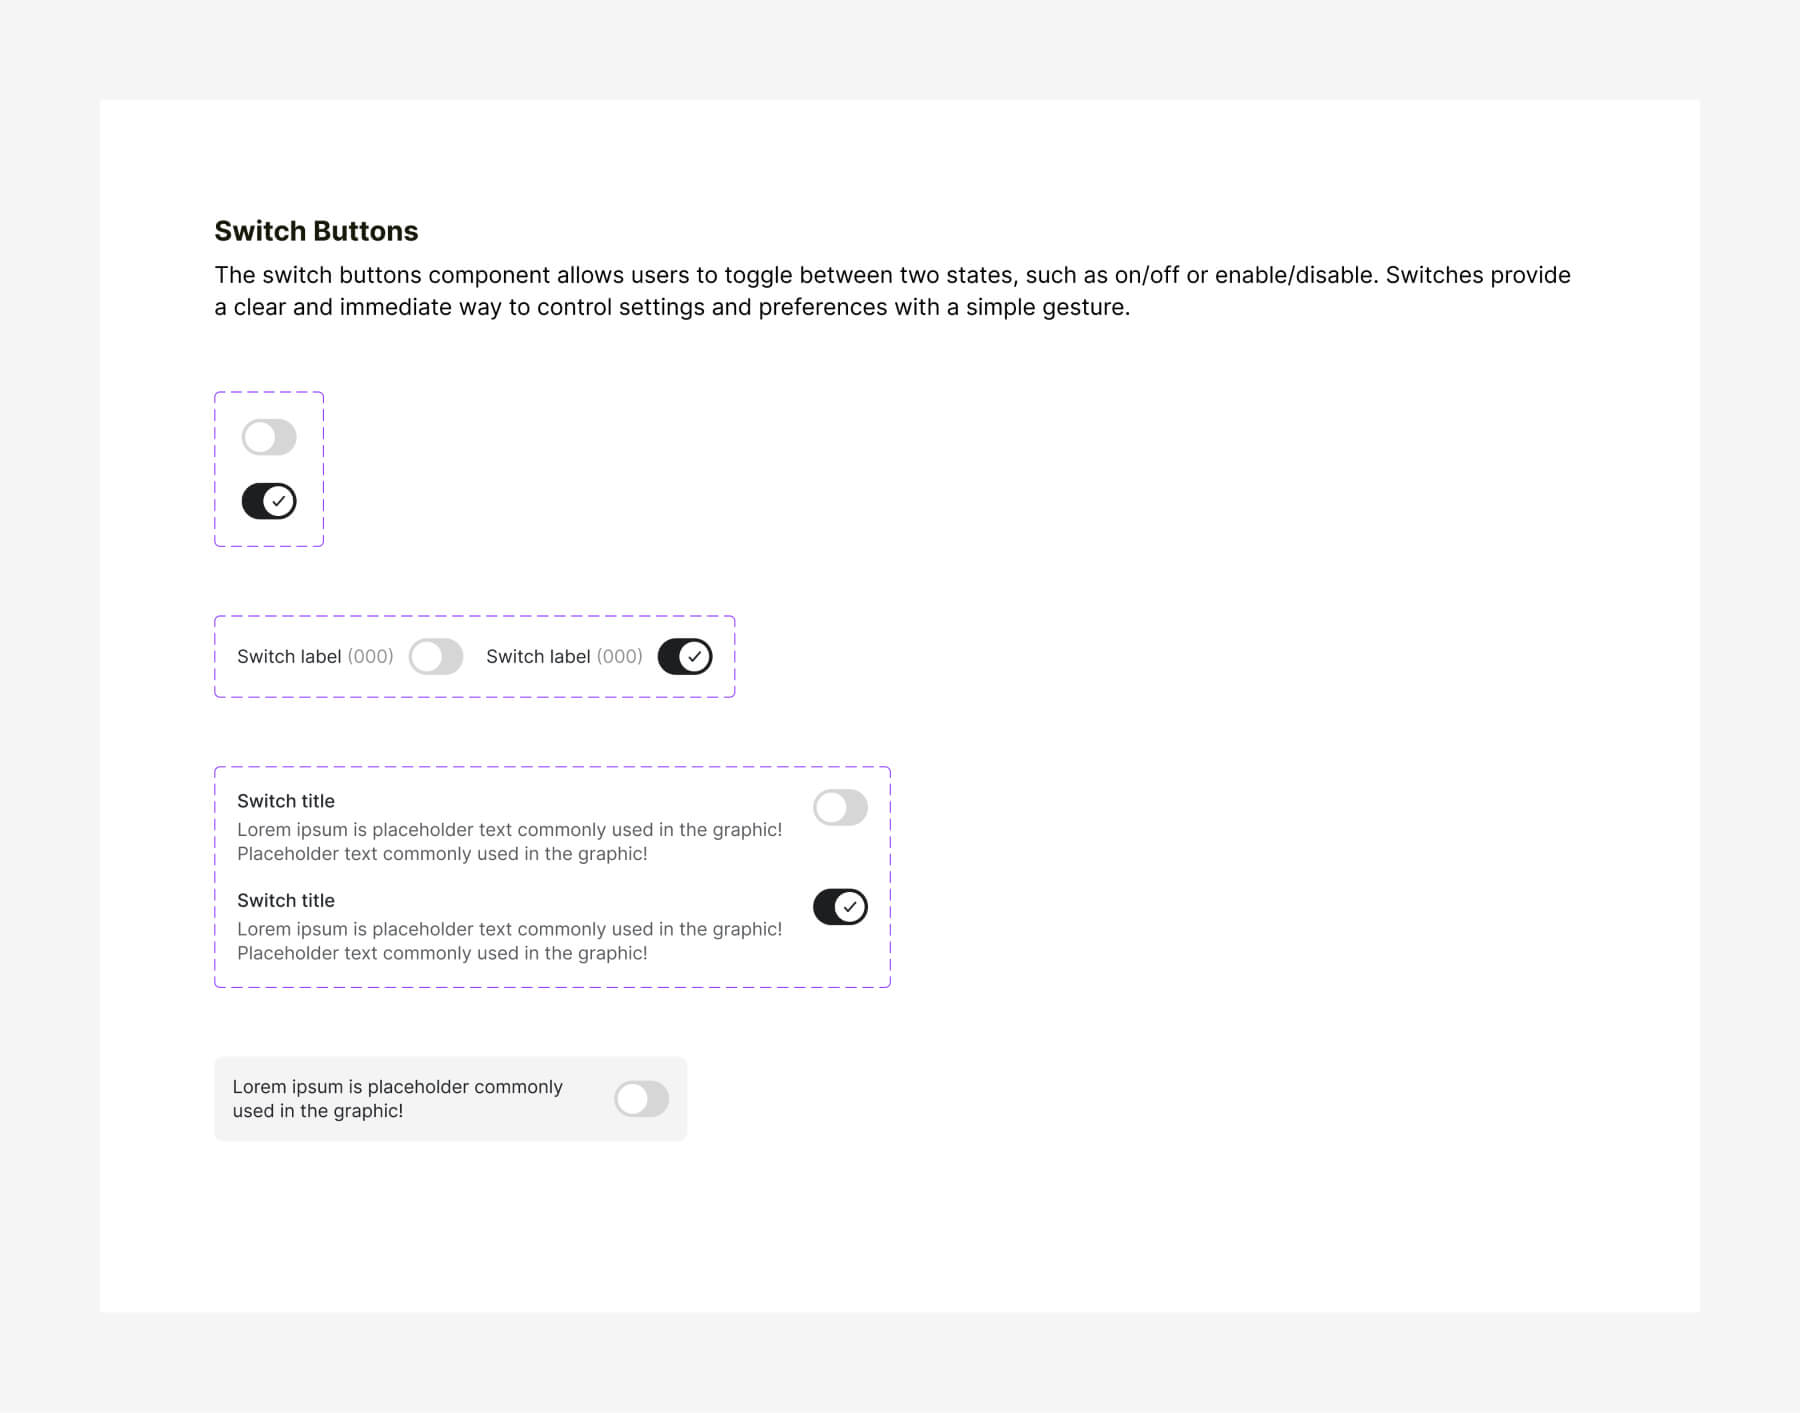 Switch Buttons
The switch buttons component allows users to toggle between two states, such as on/off or enable/disable. Switches provide
a clear and immediate way to control settings and preferences with a simple gesture.
Switch label (000) Switch label (000)
Switch title
Lorem ipsum is placeholder text commonly used in the graphic!
Placeholder text commonly used in the graphic!
Switch title
Lorem ipsum is placeholder text commonly used in the graphic!
Placeholder text commonly used in the graphic!
Lorem ipsum is placeholder commonly
used in the graphic!